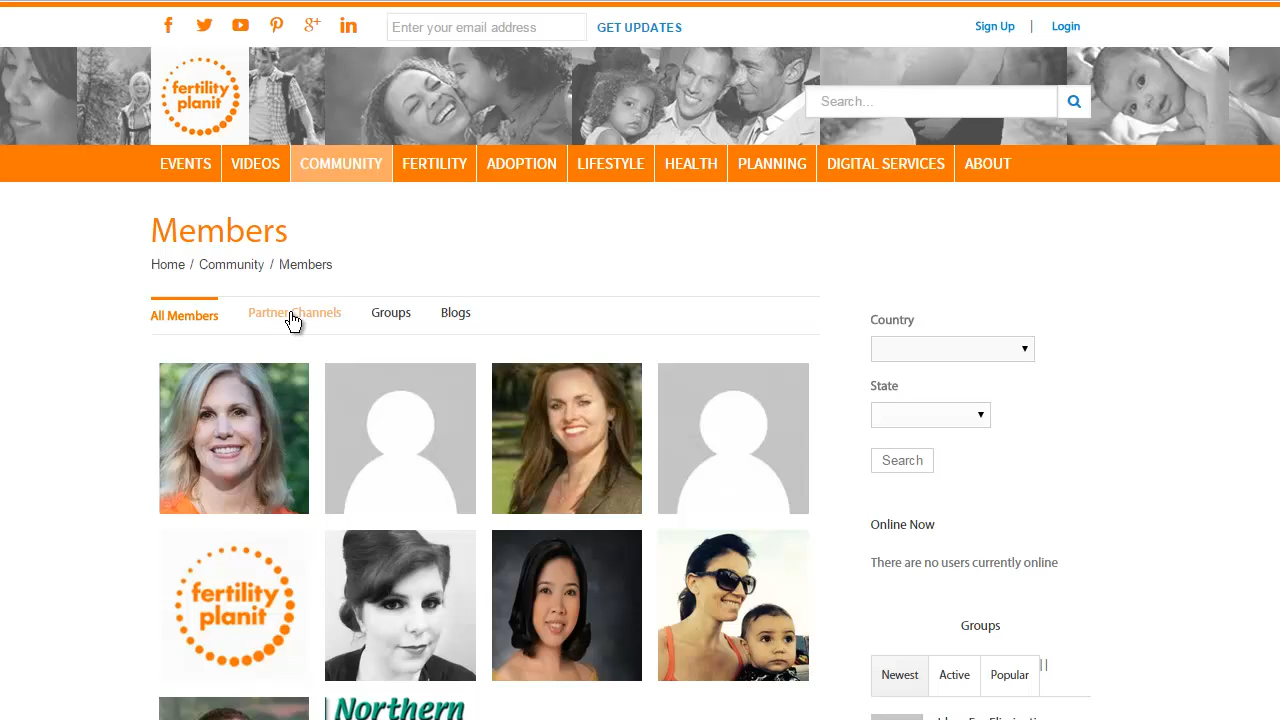 Enter your email address
GET UPDATES
Sign Up | Login
fertility
planit
Search...
EVENTS VIDEOS COMMUNITY FERTILITY ADOPTION LIFESTYLE HEALTH PLANNING DIGITAL SERVICES ABOUT
Members
Home / Community / Members
All Members Partner Channels Groups Blogs
Country
State
Search
Online Now
There are no users currently online
Groups
Newest Active Popular ||
fertility
planit
Northern